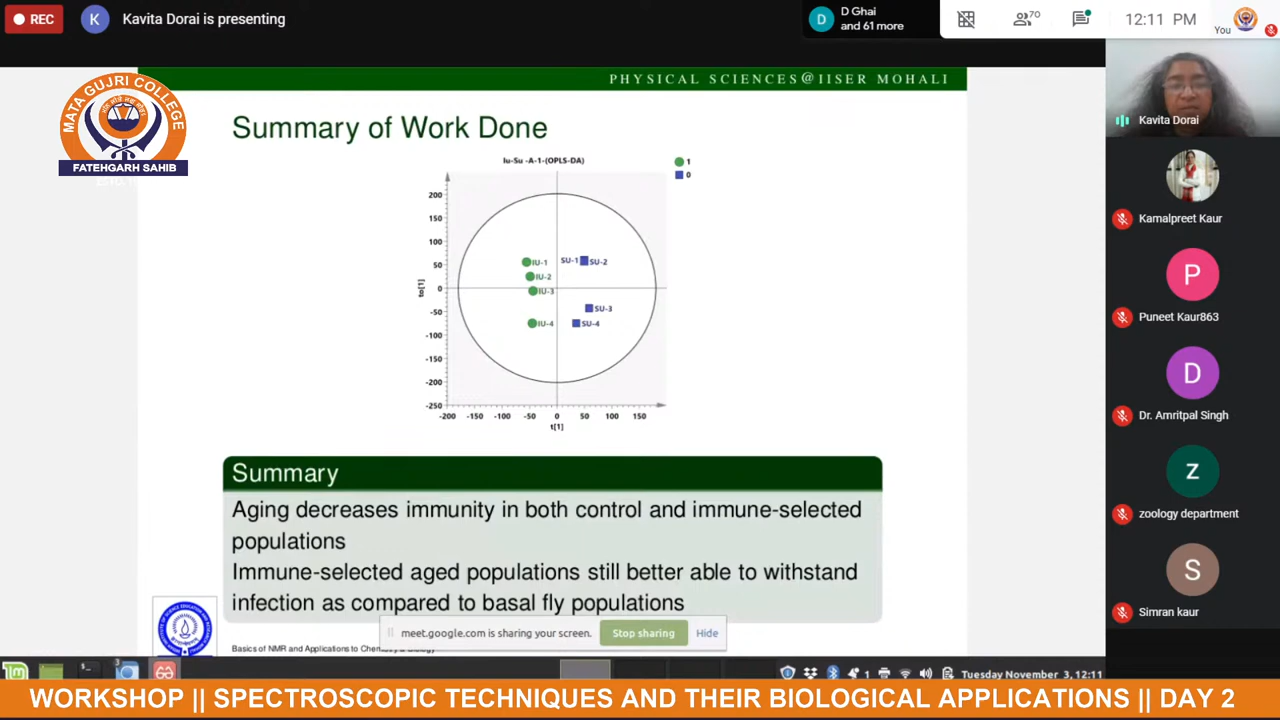 REC
K
Kavita Dorai is presenting
D
D Ghai
and 61 more
70
12:11 PM
You
PHYSICAL SCIENCES@IISER MOHALI
MATA GUJRI COLLEGE
FATEHGARH SAHIB
Summary of Work Done
Iu-Su -A-1-(OPLS-DA)
1
0
200
150
100
50
0
-50
-100
-150
-200
-250
to[1]
IU-1
IU-2
IU-3
IU-4
SU-1
SU-2
SU-3
SU-4
-200 -150 -100 -50 0 50 100 150
t[1]
Summary
Aging decreases immunity in both control and immune-selected
populations
Immune-selected aged populations still better able to withstand
infection as compared to basal fly populations
meet.google.com is sharing your screen.
Stop sharing
Hide
Basics of NMR and Applications to Chemistry & Biology
Kavita Dorai
Kamalpreet Kaur
P
Puneet Kaur863
D
Dr. Amritpal Singh
z
zoology department
S
Simran kaur
3
1
Tuesday November 3, 12:11
WORKSHOP || SPECTROSCOPIC TECHNIQUES AND THEIR BIOLOGICAL APPLICATIONS || DAY 2